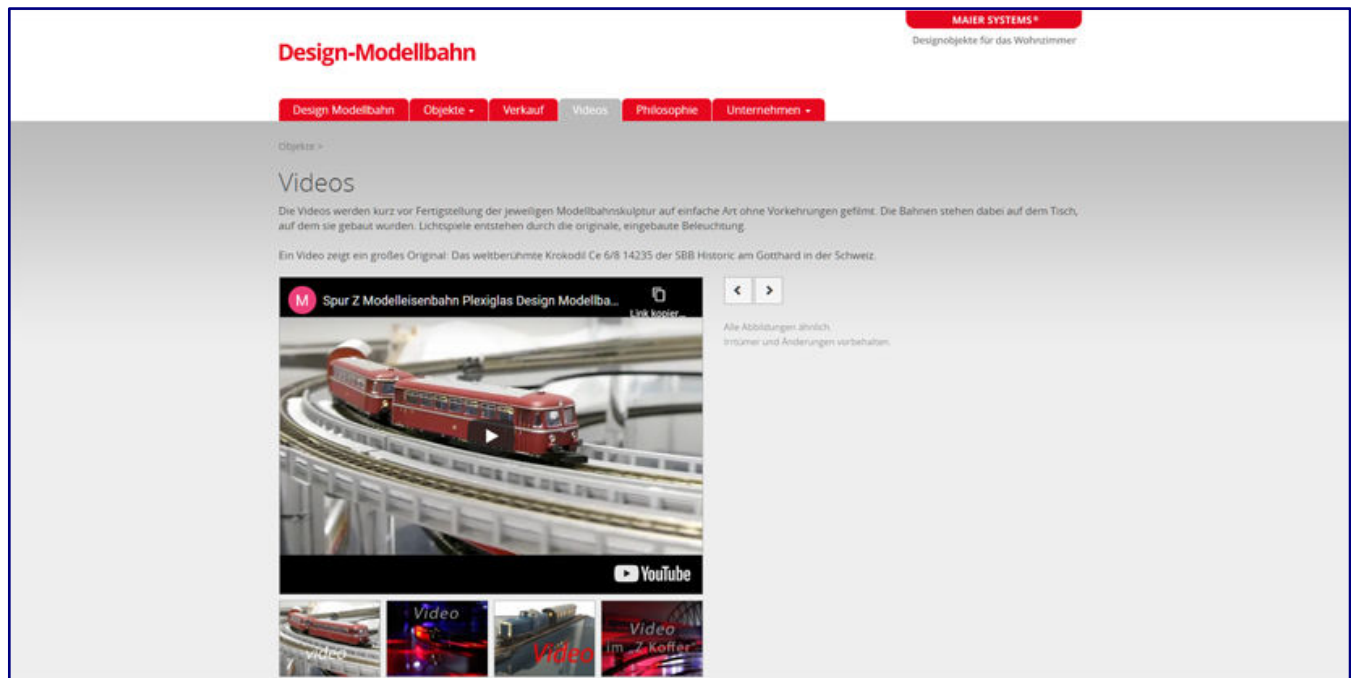 MAIER SYSTEMS®
Designobjekte für das Wohnzimmer
Design-Modellbahn
Design Modellbahn
Objekte
Verkauf
Videos
Philosophie
Unternehmen
Objekte >
Videos
Die Videos werden kurz vor Fertigstellung der jeweiligen Modellbahnskulptur auf einfache Art ohne Vorkehrungen gefilmt. Die Bahnen stehen dabei auf dem Tisch,
auf dem sie gebaut wurden. Lichtspiele entstehen durch die originale, eingebaute Beleuchtung.
Ein Video zeigt ein großes Original: Das weltberühmte Krokodil Ce 6/8 14235 der SBB Historic am Gotthard in der Schweiz.
M
Spur Z Modelleisenbahn Plexiglas Design Modellba...
Link kopier...
Alle Abbildungen ähnlich.
Irrtümer und Änderungen vorbehalten.
YouTube
Video
Video
Video
Video
im „Z Koffer"